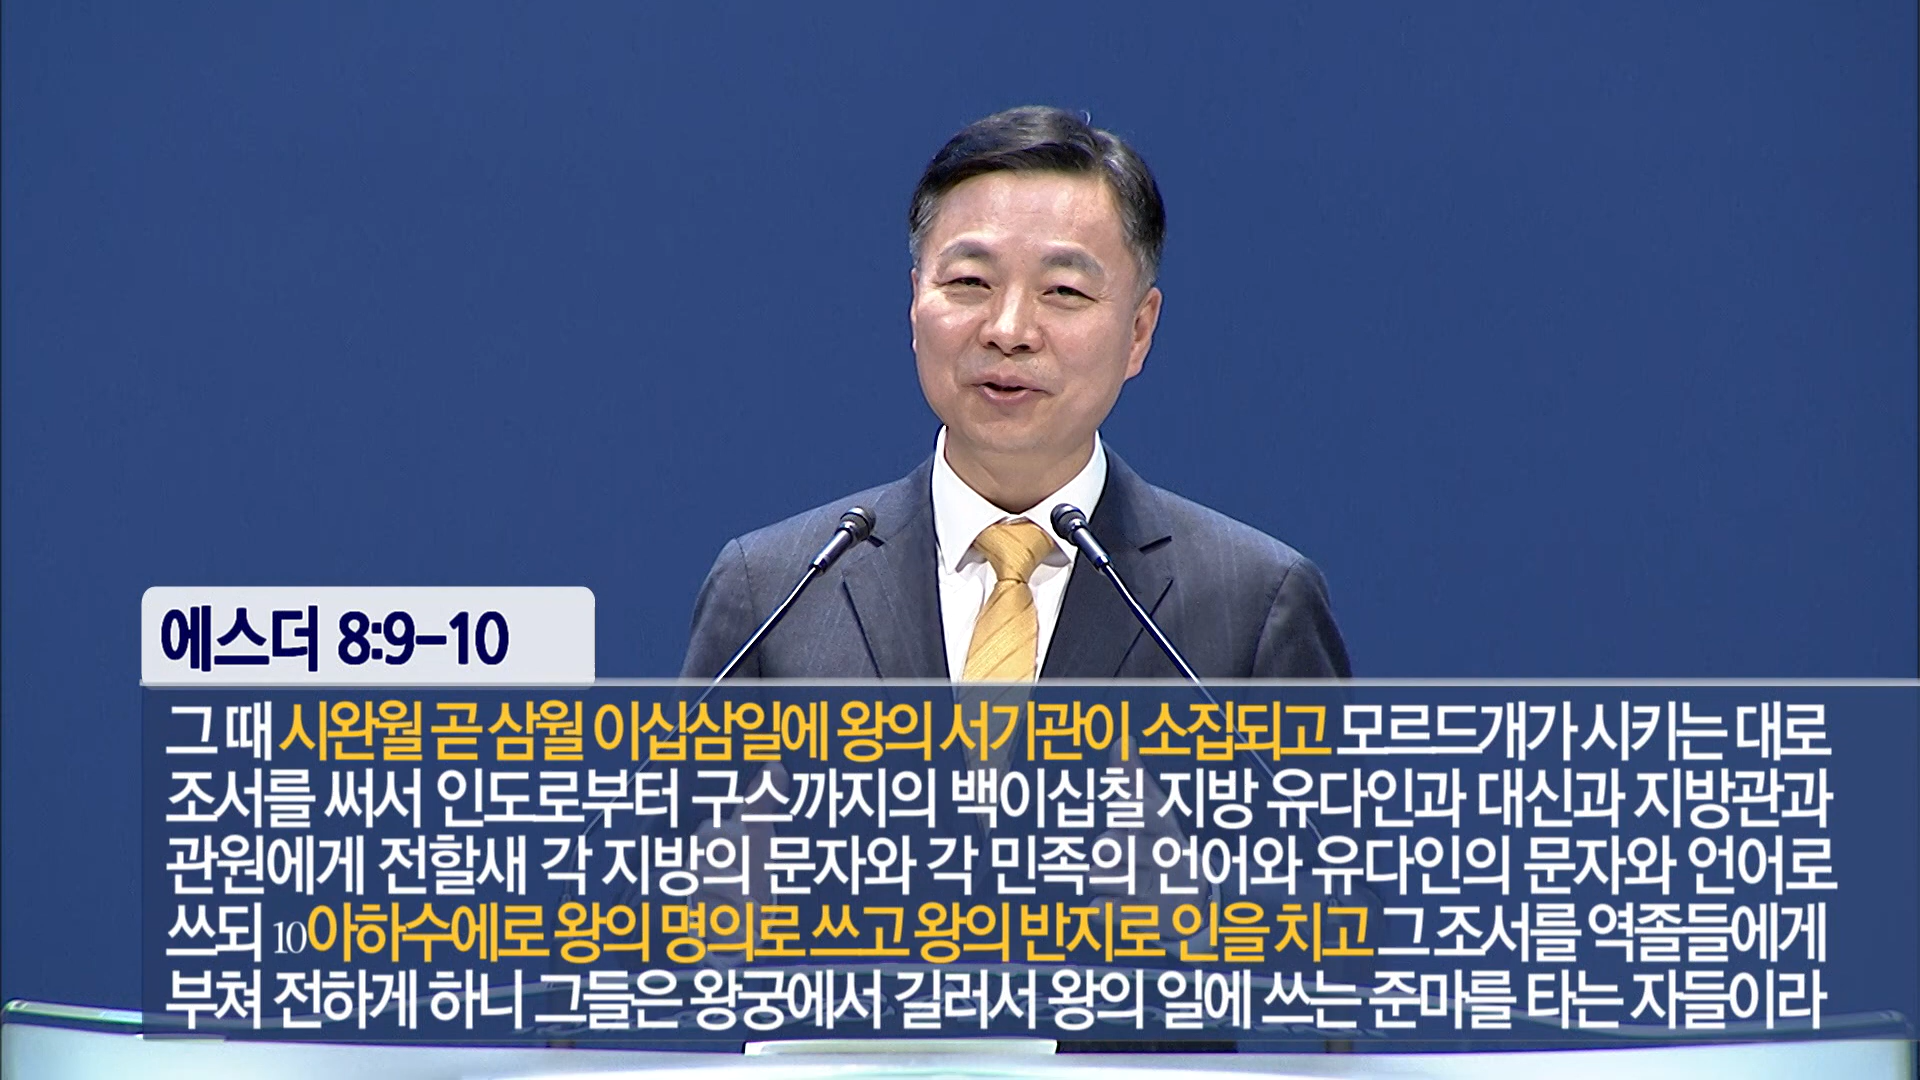 에스더 8:9-10
그 때 시완월 곧 삼월 이십삼일에 왕의 서기관이 소집되고 모르드개가 시키는 대로
조서를 써서 인도로부터 구스까지의 백이십칠 지방 유다인과 대신과 지방관과
관원에게 전할새 각 지방의 문자와 각 민족의 언어와 유다인의 문자와 언어로
쓰되 10아하수에로 왕의 명의로 쓰고 왕의 반지로 인을 치고 그 조서를 역졸들에게
부쳐 전하게 하니 그들은 왕궁에서 길러서 왕의 일에 쓰는 준마를 타는 자들이라